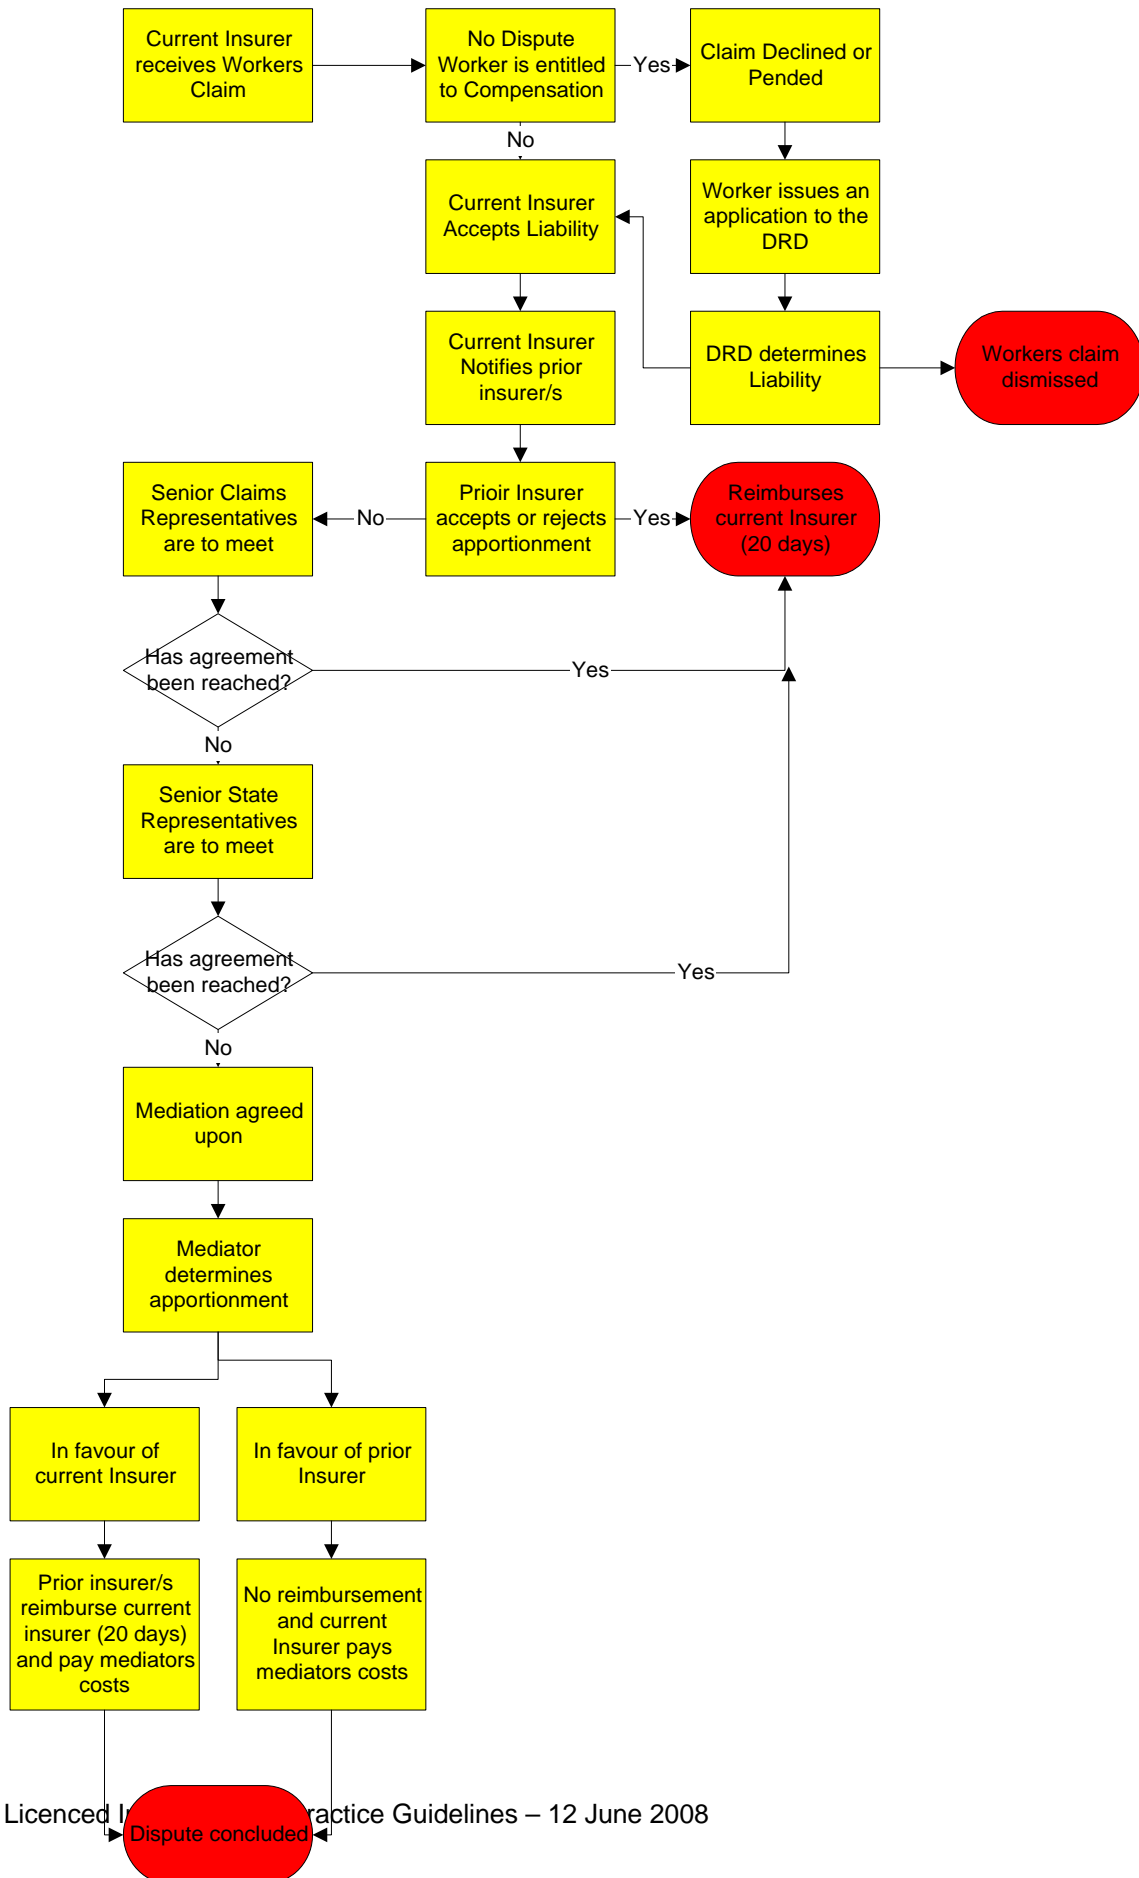 Current Insurer
receives Workers
Claim
No Dispute
Worker is entitled
to Compensation
Yes
Claim Declined or
Pended
No
Current Insurer
Accepts Liability
Worker issues an
application to the
DRD
Current Insurer
Notifies prior
insurer/s
DRD determines
Liability
Workers claim
dismissed
Senior Claims
Representatives
are to meet
No
Prioir Insurer
accepts or rejects
apportionment
Yes
Reimburses
current Insurer
(20 days)
Has agreement
been reached?
Yes
No
Senior State
Representatives
are to meet
Has agreement
been reached?
Yes
No
Mediation agreed
upon
Mediator
determines
apportionment
In favour of
current Insurer
In favour of prior
Insurer
Prior insurer/s
reimburse current
insurer (20 days)
and pay mediators
costs
No reimbursement
and current
Insurer pays
mediators costs
Licenced ractice Guidelines – 12 June 2008
Dispute concluded